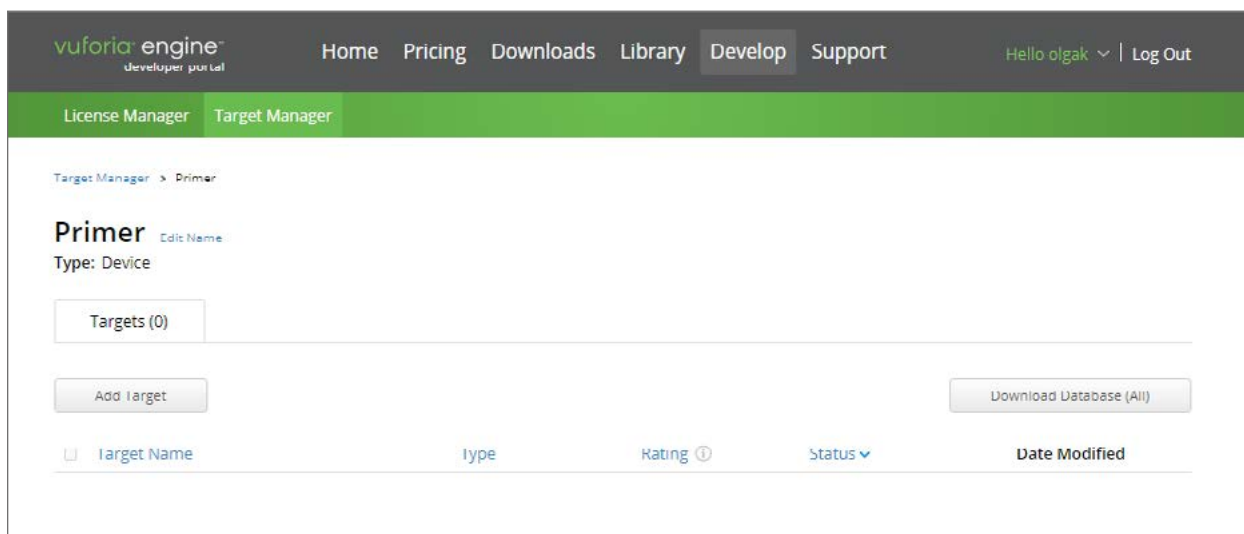 vuforia engine
developer portal
Home Pricing Downloads Library Develop Support
Hello olgak | Log Out
License Manager Target Manager
Target Manager > Primer
Primer Edit Name
Type: Device
Targets (0)
Add Target Download Database (All)
Target Name Type Rating Status Date Modified